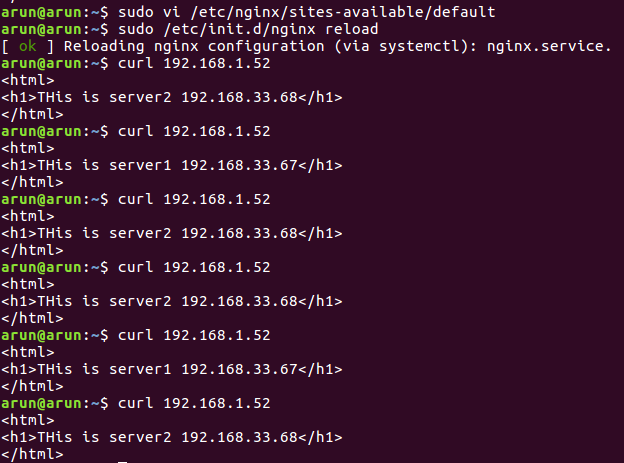 arun@arun:~$ sudo vi /etc/nginx/sites-available/default
arun@arun:~$ sudo /etc/init.d/nginx reload
[ ok ] Reloading nginx configuration (via systemctl): nginx.service.
arun@arun:~$ curl 192.168.1.52
<html>
<h1>THis is server2 192.168.33.68</h1>
</html>
arun@arun:~$ curl 192.168.1.52
<html>
<h1>THis is server1 192.168.33.67</h1>
</html>
arun@arun:~$ curl 192.168.1.52
<html>
<h1>THis is server2 192.168.33.68</h1>
</html>
arun@arun:~$ curl 192.168.1.52
<html>
<h1>THis is server2 192.168.33.68</h1>
</html>
arun@arun:~$ curl 192.168.1.52
<html>
<h1>THis is server1 192.168.33.67</h1>
</html>
arun@arun:~$ curl 192.168.1.52
<html>
<h1>THis is server2 192.168.33.68</h1>
</html>